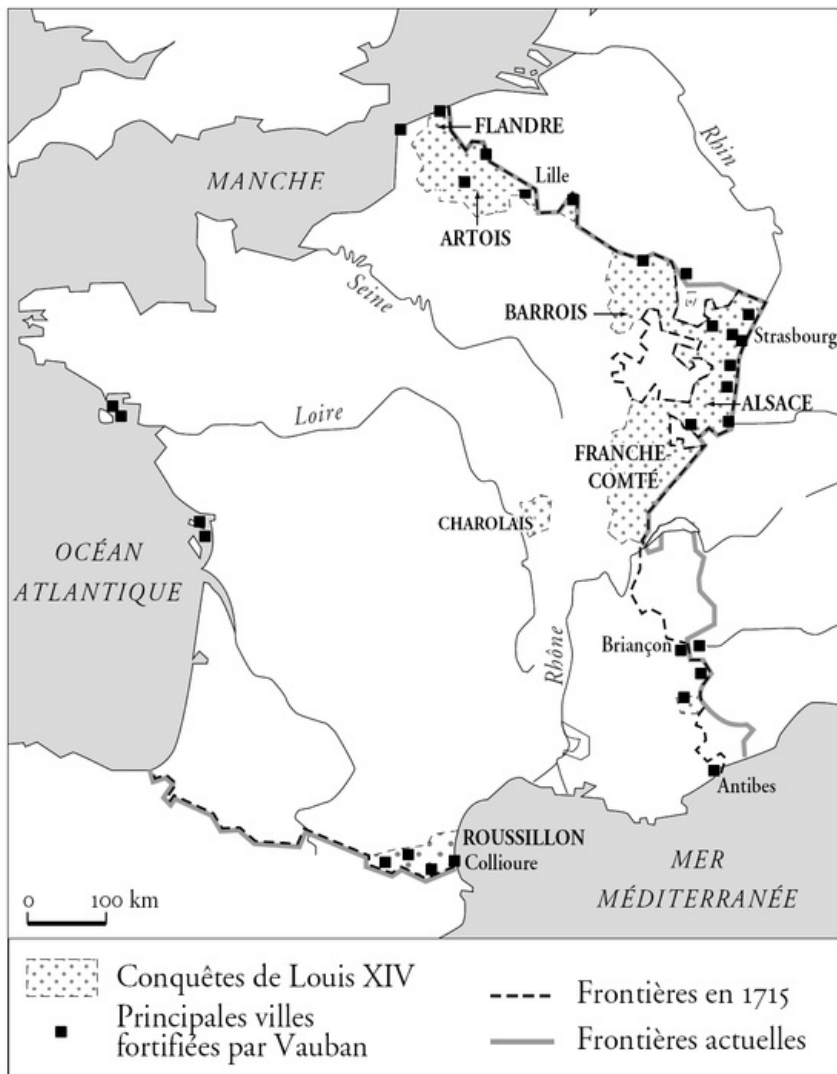 FLANDRE
Rhin
MANCHE
Lille
ARTOIS
Seine
BARROIS
Strasbourg
Loire
ALSACE
FRANCHE-
COMTÉ
CHAROLAIS
OCÉAN
ATLANTIQUE
Briançon
Rhône
Antibes
ROUSSILLON
Collioure
MER
MÉDITERRANÉE
0 100 km
Conquêtes de Louis XIV
Principales villes
fortifiées par Vauban
Frontières en 1715
Frontières actuelles